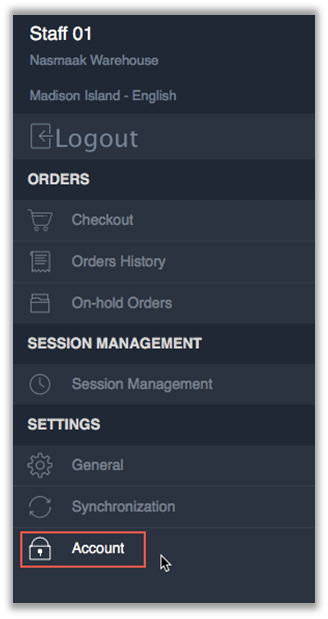 Staff 01
Nasmaak Warehouse
Madison Island - English
Logout
ORDERS
Checkout
Orders History
On-hold Orders
SESSION MANAGEMENT
Session Management
SETTINGS
General
Synchronization
Account